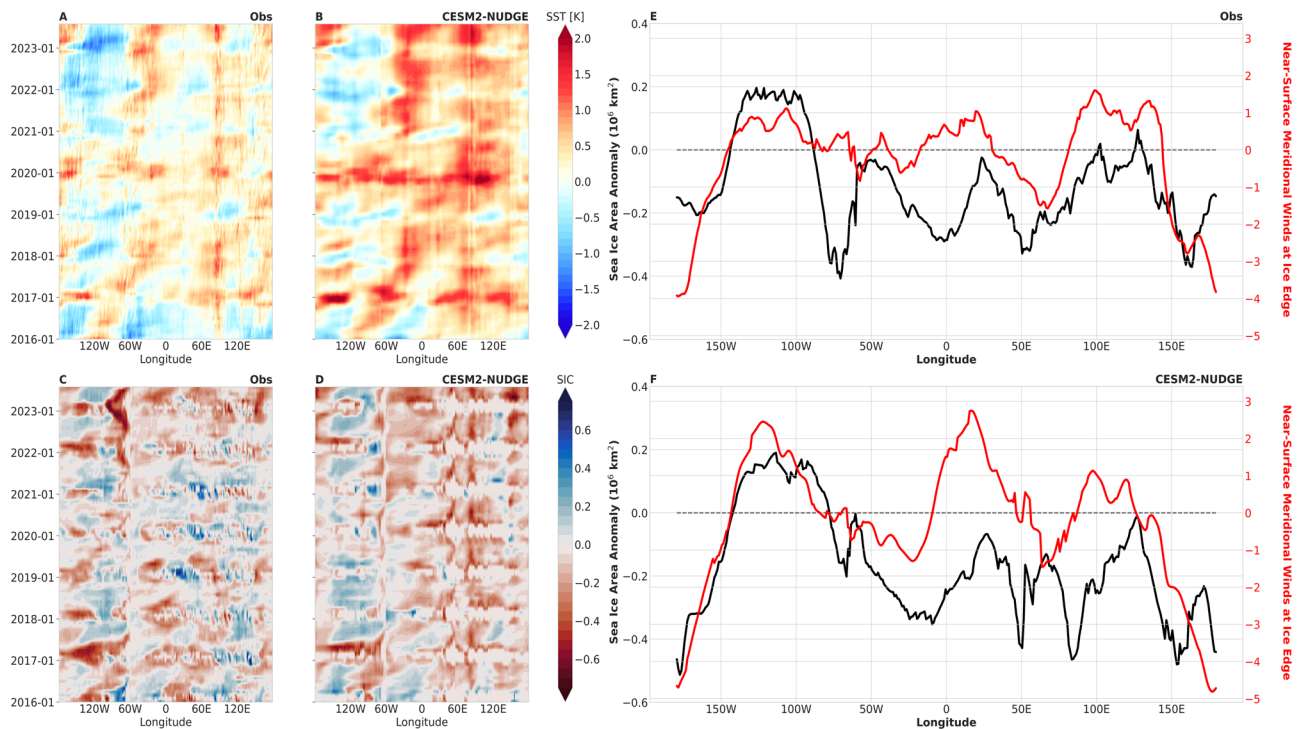 A Obs
B CESM2-NUDGE
SST [K]
2023-01
2022-01
2021-01
2020-01
2019-01
2018-01
2017-01
2016-01
120W 60W 0 60E 120E
Longitude
120W 60W 0 60E 120E
Longitude
2.0
1.5
1.0
0.5
0.0
−0.5
−1.0
−1.5
−2.0
E Obs
Sea Ice Area Anomaly (10⁶ km²)
0.4
0.2
0.0
−0.2
−0.4
−0.6
150W 100W 50W 0 50E 100E 150E
Longitude
3
2
1
0
−1
−2
−3
−4
−5
Near-Surface Meridional Winds at Ice Edge
C Obs
D CESM2-NUDGE
SIC
2023-01
2022-01
2021-01
2020-01
2019-01
2018-01
2017-01
2016-01
120W 60W 0 60E 120E
Longitude
120W 60W 0 60E 120E
Longitude
0.6
0.4
0.2
0.0
−0.2
−0.4
−0.6
F CESM2-NUDGE
Sea Ice Area Anomaly (10⁶ km²)
0.4
0.2
0.0
−0.2
−0.4
−0.6
150W 100W 50W 0 50E 100E 150E
Longitude
3
2
1
0
−1
−2
−3
−4
−5
Near-Surface Meridional Winds at Ice Edge